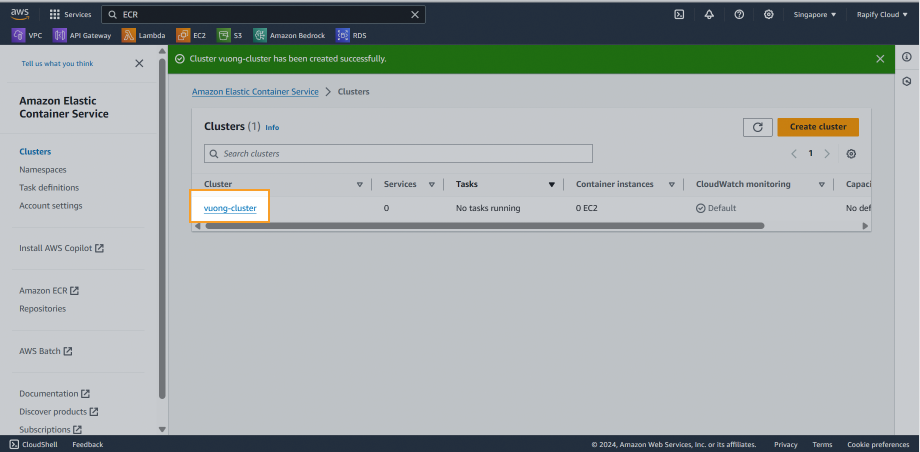 aws Services ECR Singapore ▼ Rapify Cloud ▼
VPC API Gateway Lambda EC2 S3 Amazon Bedrock RDS
Tell us what you think
Cluster vuong-cluster has been created successfully.
Amazon Elastic Container Service
Clusters
Namespaces
Task definitions
Account settings
Install AWS Copilot
Amazon ECR
Repositories
AWS Batch
Documentation
Discover products
Subscriptions
Amazon Elastic Container Service > Clusters
Clusters (1) Info
Create cluster
Search clusters
1
Cluster Services Tasks Container instances CloudWatch monitoring Capaci
vuong-cluster 0 No tasks running 0 EC2 Default No def
CloudShell Feedback © 2024, Amazon Web Services, Inc. or its affiliates. Privacy Terms Cookie preferences